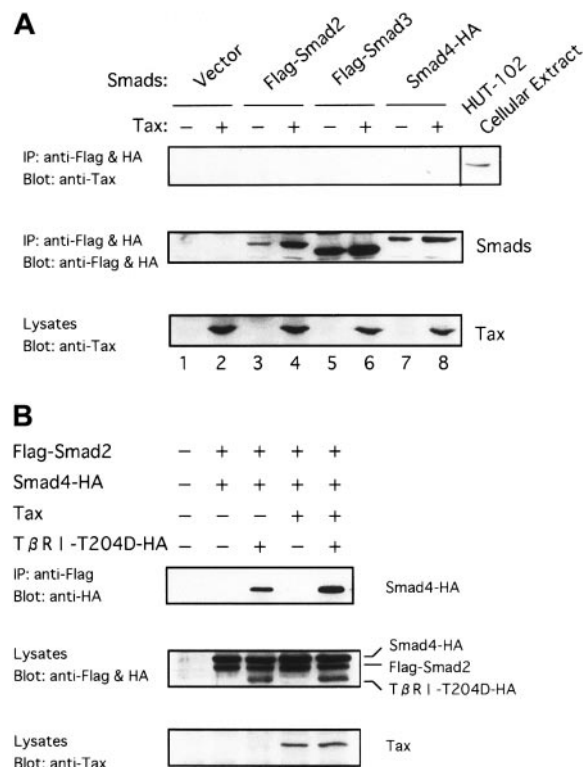 A
Smads: Vector Flag-Smad2 Flag-Smad3 Smad4-HA HUT-102 Cellular Extract
Tax: − + − + − + − +
IP: anti-Flag & HA
Blot: anti-Tax
IP: anti-Flag & HA
Blot: anti-Flag & HA
Smads
Lysates
Blot: anti-Tax
Tax
1 2 3 4 5 6 7 8
B
Flag-Smad2 − + + + +
Smad4-HA − + + + +
Tax − − − + +
TβRI-T204D-HA − − + − +
IP: anti-Flag
Blot: anti-HA
Smad4-HA
Lysates
Blot: anti-Flag & HA
Smad4-HA
Flag-Smad2
TβRI-T204D-HA
Lysates
Blot: anti-Tax
Tax